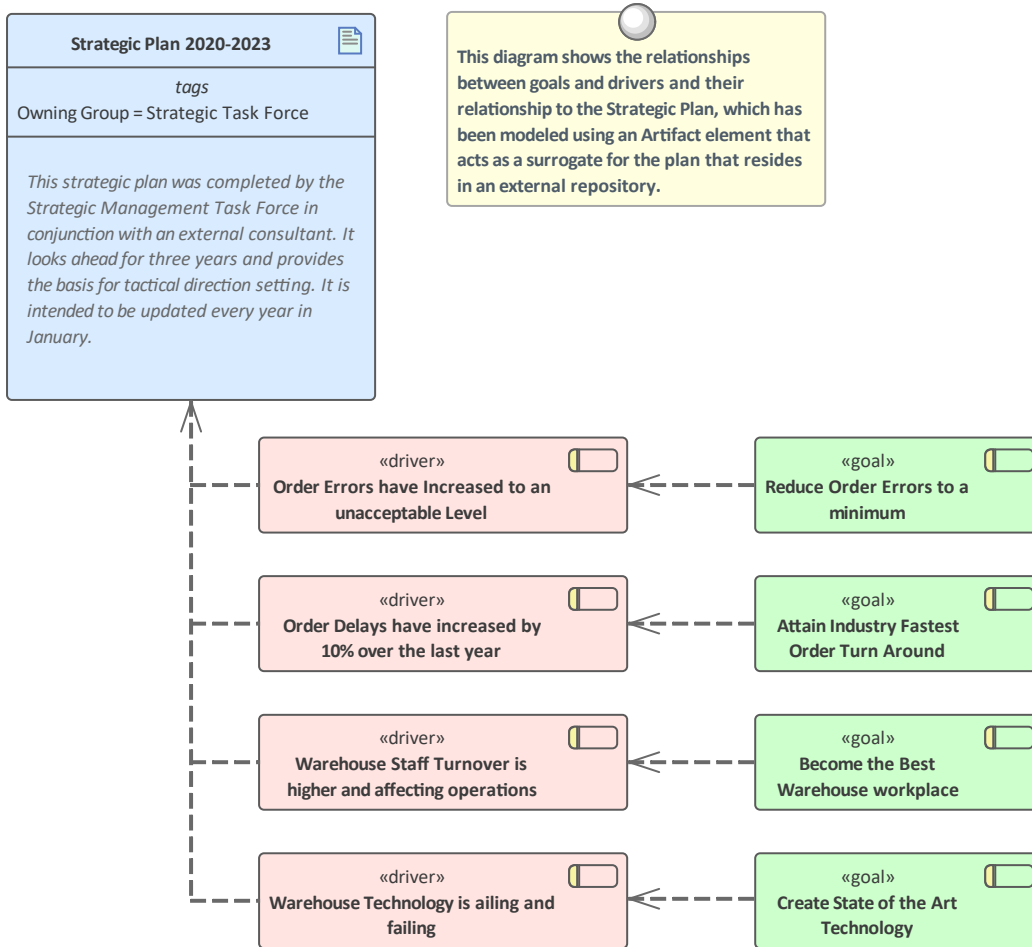 Strategic Plan 2020-2023
tags
Owning Group = Strategic Task Force
This strategic plan was completed by the
Strategic Management Task Force in
conjunction with an external consultant. It
looks ahead for three years and provides
the basis for tactical direction setting. It is
intended to be updated every year in
January.
This diagram shows the relationships
between goals and drivers and their
relationship to the Strategic Plan, which has
been modeled using an Artifact element that
acts as a surrogate for the plan that resides
in an external repository.
«driver»
Order Errors have Increased to an
unacceptable Level
«goal»
Reduce Order Errors to a
minimum
«driver»
Order Delays have increased by
10% over the last year
«goal»
Attain Industry Fastest
Order Turn Around
«driver»
Warehouse Staff Turnover is
higher and affecting operations
«goal»
Become the Best
Warehouse workplace
«driver»
Warehouse Technology is ailing and
failing
«goal»
Create State of the Art
Technology